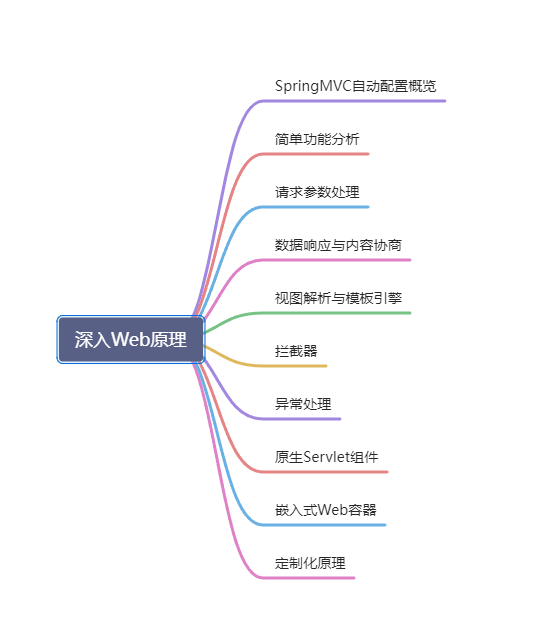 SpringMVC自动配置概览
简单功能分析
请求参数处理
数据响应与内容协商
视图解析与模板引擎
深入Web原理
拦截器
异常处理
原生Servlet组件
嵌入式Web容器
定制化原理